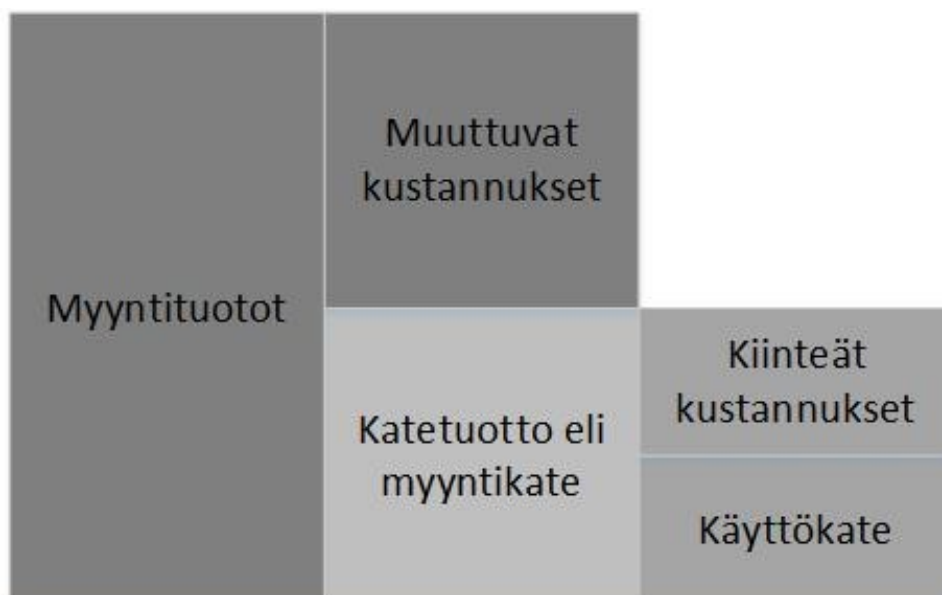 Myyntituotot
Muuttuvat
kustannukset
Katetuotto eli
myyntikate
Kiinteät
kustannukset
Käyttökate